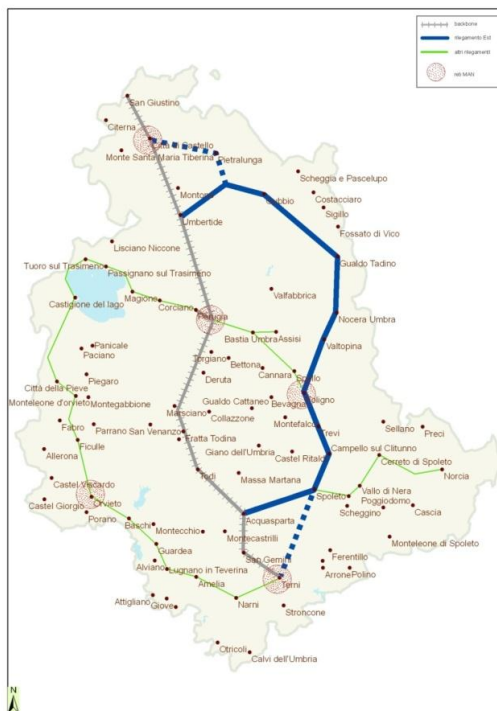 backbone
rilegamento Est
altri rilegamenti
reti MAN
San Giustino
Citerna
Città di Castello
Monte Santa Maria Tiberina
Pietralunga
Scheggia e Pascelupo
Montone
Gubbio
Costacciaro
Sigillo
Umbertide
Fossato di Vico
Lisciano Niccone
Tuoro sul Trasimeno
Passignano sul Trasimeno
Gualdo Tadino
Castiglione del lago
Magione
Valfabbrica
Corciano
Perugia
Nocera Umbra
Bastia Umbra
Assisi
Valtopina
Panicale
Paciano
Torgiano
Bettona
Cannara
Spello
Piegaro
Deruta
Città della Pieve
Monteleone d'orvieto
Montegabbione
Gualdo Cattaneo
Bevagna
Foligno
Marsciano
Collazzone
Fabro
Parrano
San Venanzo
Montefalco
Trevi
Sellano
Preci
Ficulle
Fratta Todina
Giano dell'Umbria
Campello sul Clitunno
Allerona
Castel Ritaldi
Cerreto di Spoleto
Todi
Massa Martana
Norcia
Castel Viscardo
Orvieto
Spoleto
Vallo di Nera
Castel Giorgio
Poggiodomo
Porano
Acquasparta
Scheggino
Cascia
Baschi
Montecchio
Montecastrilli
Monteleone di Spoleto
Guardea
San Gemini
Ferentillo
Alviano
Lugnano in Teverina
Arrone
Polino
Amelia
Terni
Attigliano
Giove
Narni
Stroncone
Otricoli
Calvi dell'Umbria
N